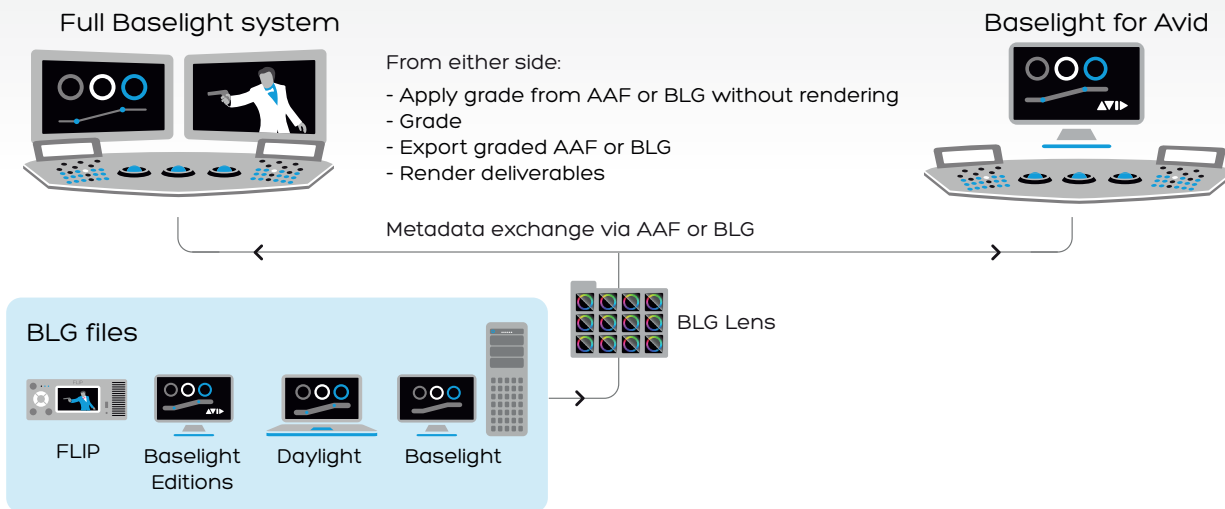 Full Baselight system
Baselight for Avid
From either side:
- Apply grade from AAF or BLG without rendering
- Grade
- Export graded AAF or BLG
- Render deliverables
Metadata exchange via AAF or BLG
BLG Lens
BLG files
FLIP
FLIP
Baselight
Editions
Daylight
Baselight